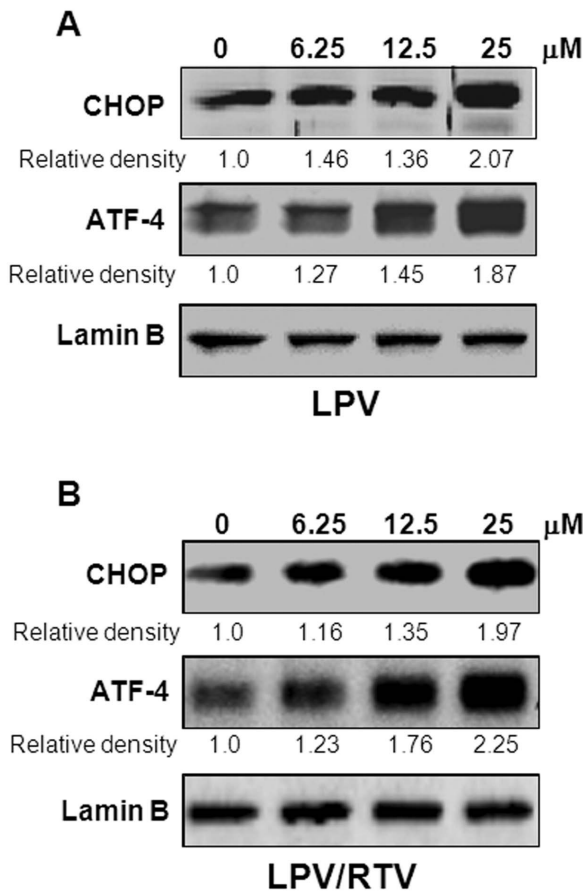 A
0 6.25 12.5 25 μM
CHOP
Relative density 1.0 1.46 1.36 2.07
ATF-4
Relative density 1.0 1.27 1.45 1.87
Lamin B
LPV
B
0 6.25 12.5 25 μM
CHOP
Relative density 1.0 1.16 1.35 1.97
ATF-4
Relative density 1.0 1.23 1.76 2.25
Lamin B
LPV/RTV